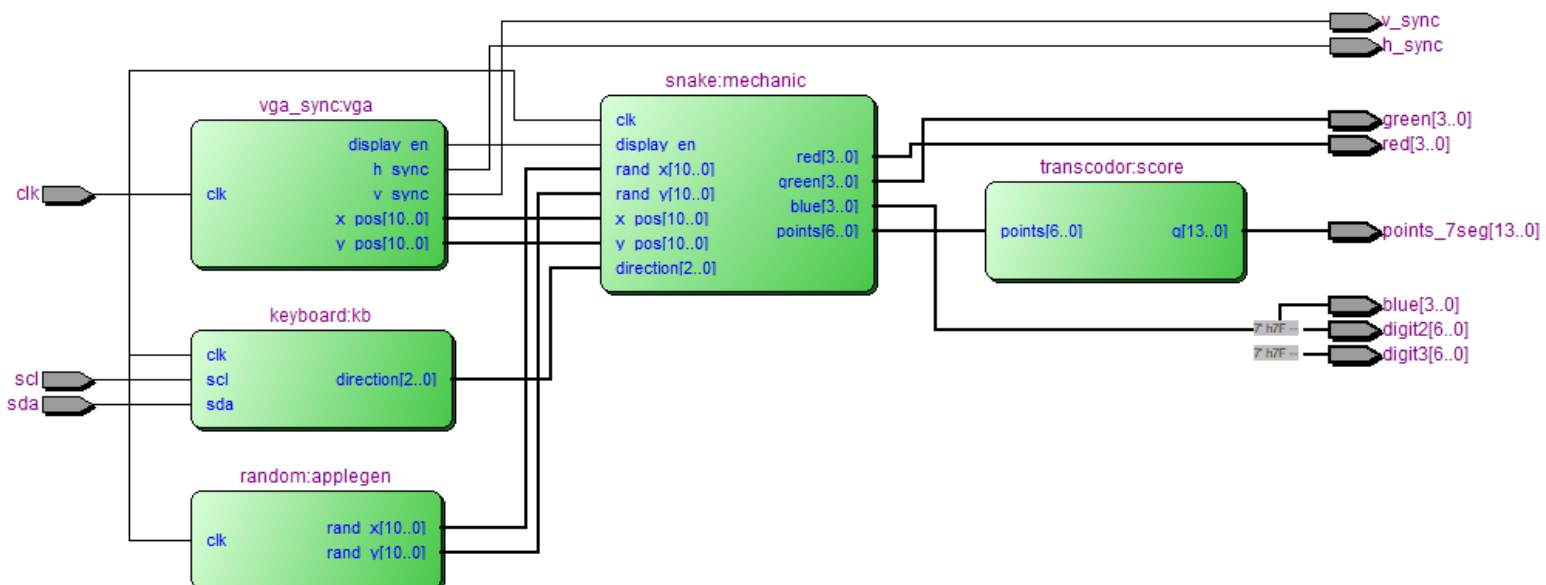 v_sync
h_sync
snake:mechanic
vga_sync:vga
clk
display_en
h_sync
v_sync
x_pos[10..0]
y_pos[10..0]
clk
clk
display_en
rand_x[10..0]
rand_y[10..0]
x_pos[10..0]
y_pos[10..0]
direction[2..0]
red[3..0]
green[3..0]
blue[3..0]
points[6..0]
green[3..0]
red[3..0]
transcodor:score
points[6..0]
q[13..0]
points_7seg[13..0]
keyboard:kb
scl
sda
clk
scl
sda
direction[2..0]
blue[3..0]
7' h7F --
digit2[6..0]
7' h7F --
digit3[6..0]
random:applegen
clk
rand_x[10..0]
rand_y[10..0]